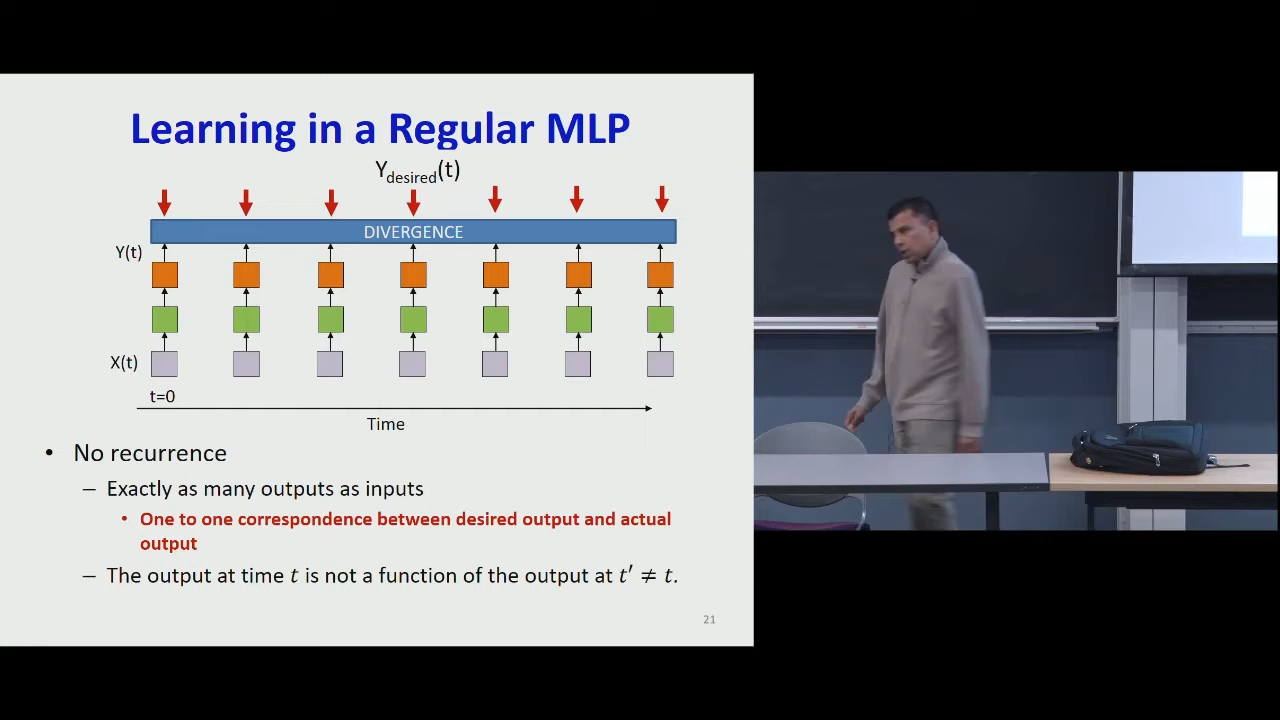 Learning in a Regular MLP
Ydesired(t)
DIVERGENCE
Y(t)
X(t)
t=0
Time
• No recurrence
– Exactly as many outputs as inputs
• One to one correspondence between desired output and actual
output
– The output at time t is not a function of the output at t′ ≠ t.
21